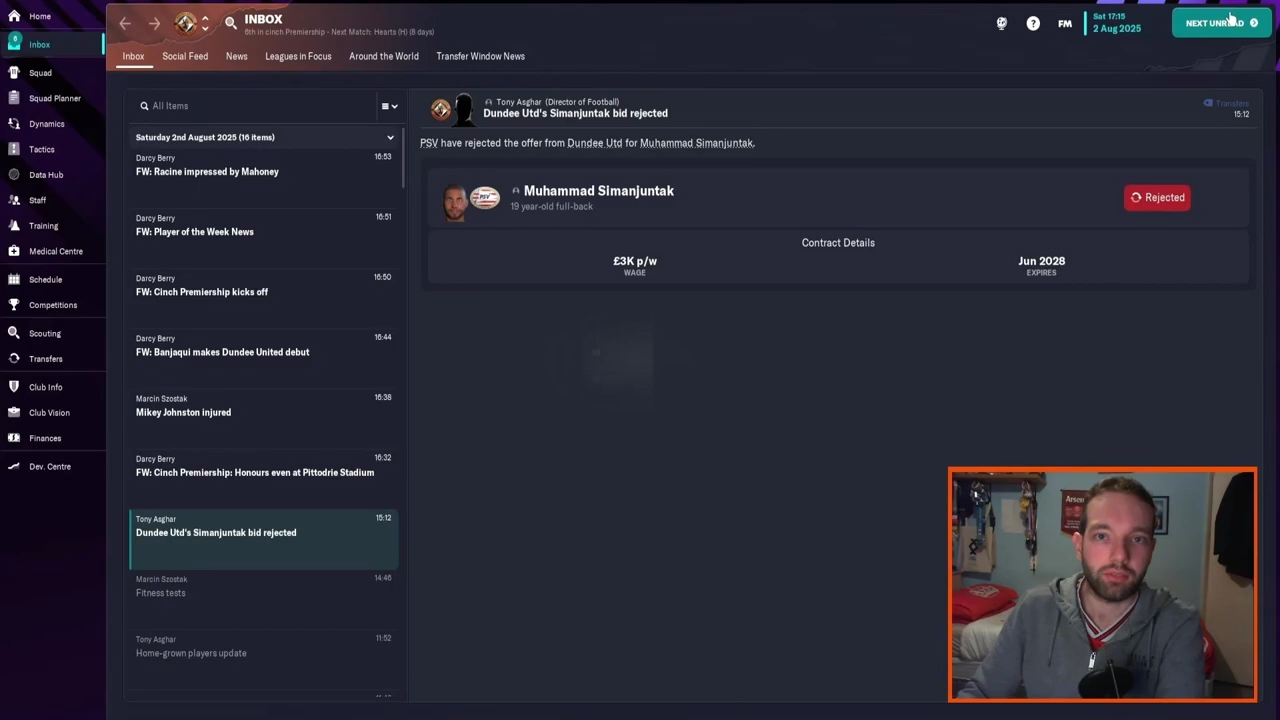 Home
Inbox
6
Squad
Squad Planner
Dynamics
Tactics
Data Hub
Staff
Training
Medical Centre
Schedule
Competitions
Scouting
Transfers
Club Info
Club Vision
Finances
Dev. Centre
INBOX
6th in cinch Premiership - Next Match: Hearts (H) (8 days)
?
FM
Sat 17:15
2 Aug 2025
NEXT UNREAD
Inbox
Social Feed
News
Leagues in Focus
Around the World
Transfer Window News
All Items
Saturday 2nd August 2025 (16 items)
Darcy Berry 16:53
FW: Racine impressed by Mahoney
Darcy Berry 16:51
FW: Player of the Week News
Darcy Berry 16:50
FW: Cinch Premiership kicks off
Darcy Berry 16:44
FW: Banjaqui makes Dundee United debut
Marcin Szostak 16:38
Mikey Johnston injured
Darcy Berry 16:32
FW: Cinch Premiership: Honours even at Pittodrie Stadium
Tony Asghar 15:12
Dundee Utd's Simanjuntak bid rejected
Marcin Szostak 14:46
Fitness tests
Tony Asghar 11:52
Home-grown players update
Tony Asghar (Director of Football)
Dundee Utd's Simanjuntak bid rejected
Transfers
15:12
PSV have rejected the offer from Dundee Utd for Muhammad Simanjuntak.
PSV
Muhammad Simanjuntak
19 year-old full-back
Rejected
Contract Details
£3K p/w
WAGE
Jun 2028
EXPIRES
Arsen